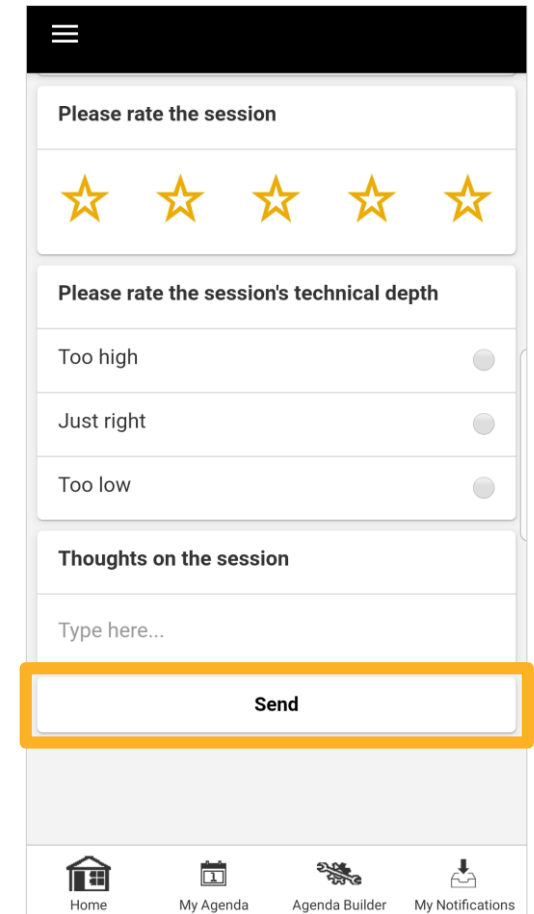 Please rate the session
Please rate the session's technical depth
Too high
Just right
Too low
Thoughts on the session
Type here...
Send
1
Home My Agenda Agenda Builder My Notifications